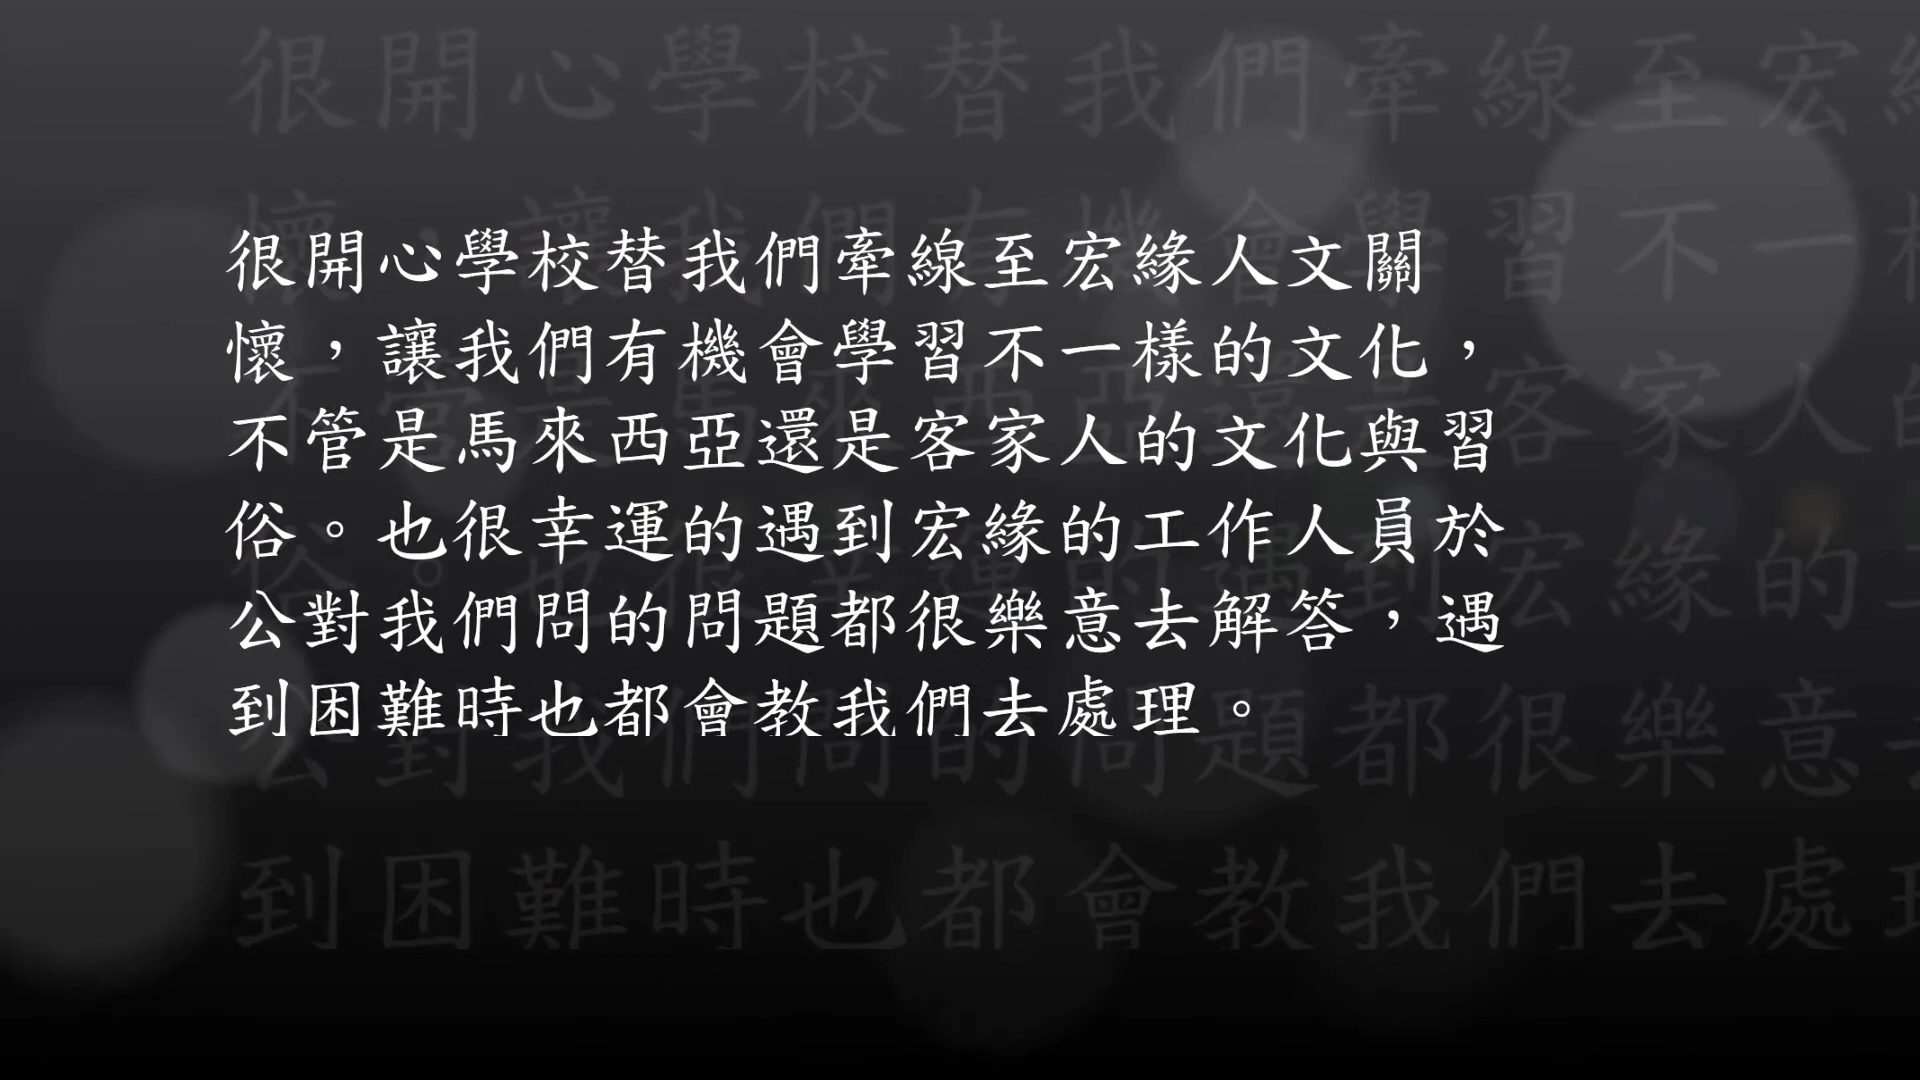 很開心學校替我們牽線至宏緣人文關
懷，讓我們有機會學習不一樣的文化，
不管是馬來西亞還是客家人的文化與習
俗。也很幸運的遇到宏緣的工作人員於
公對我們問的問題都很樂意去解答，遇
到困難時也都會教我們去處理。